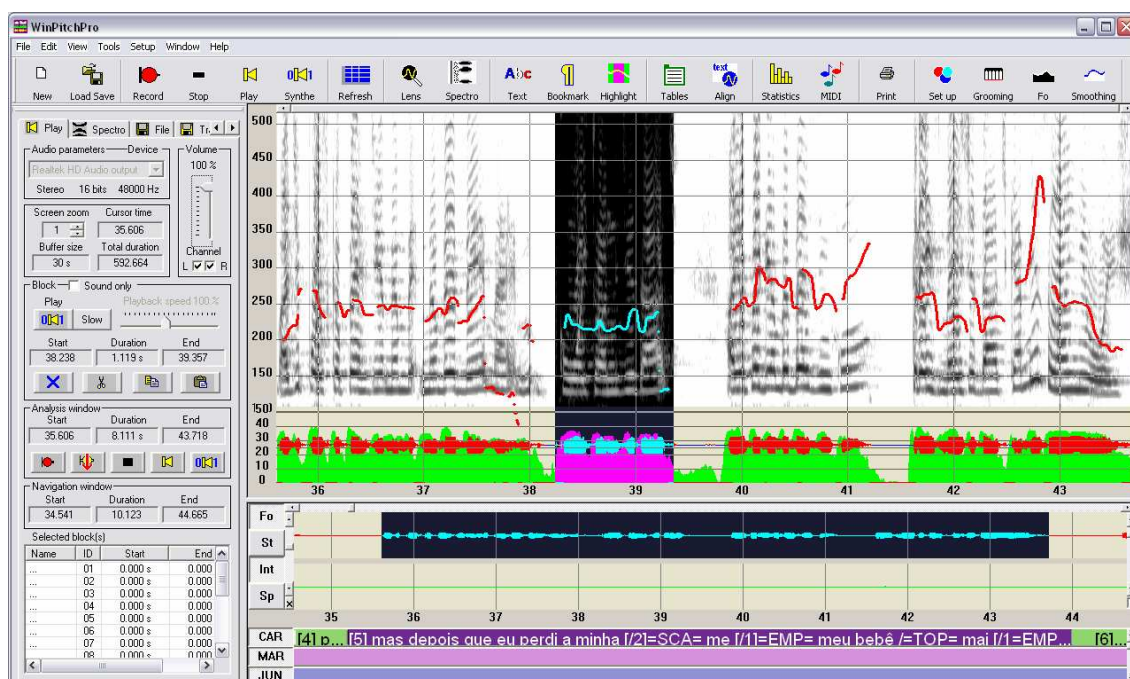 WinPitchPro
File Edit View Tools Setup Window Help
New Load Save Record Stop Play Synthe Refresh Lens Spectro Text Bookmark Highlight Tables Align Statistics MIDI Print Set up Grooming Fo Smoothing
Play Spectro File
Audio parameters Device Volume
Realtek HD Audio output 100 %
Stereo 16 bits 48000 Hz
Screen zoom Cursor time
1 35.606
Buffer size Total duration Channel
30 s 592.664 L R
Block Sound only
Play Playback speed 100 %
Slow
Start Duration End
38.238 1.119 s 39.357
Analysis window
Start Duration End
35.606 8.111 s 43.718
Navigation window
Start Duration End
34.541 10.123 44.665
Selected block(s)
Name ID Start End
... 01 0.000 s 0.000
... 02 0.000 s 0.000
... 03 0.000 s 0.000
... 04 0.000 s 0.000
... 05 0.000 s 0.000
... 06 0.000 s 0.000
... 07 0.000 s 0.000
500
450
400
350
300
250
200
150
40
30
20
10
0
36 37 38 39 40 41 42 43
Fo
St
Int
Sp
35 36 37 38 39 40 41 42 43 44
CAR [4] p... [5] mas depois que eu perdi a minha [/2]=SCA= me [/1]=EMP= meu bebê /=TOP= mai [/1=EMP... [6]...
MAR
JUN